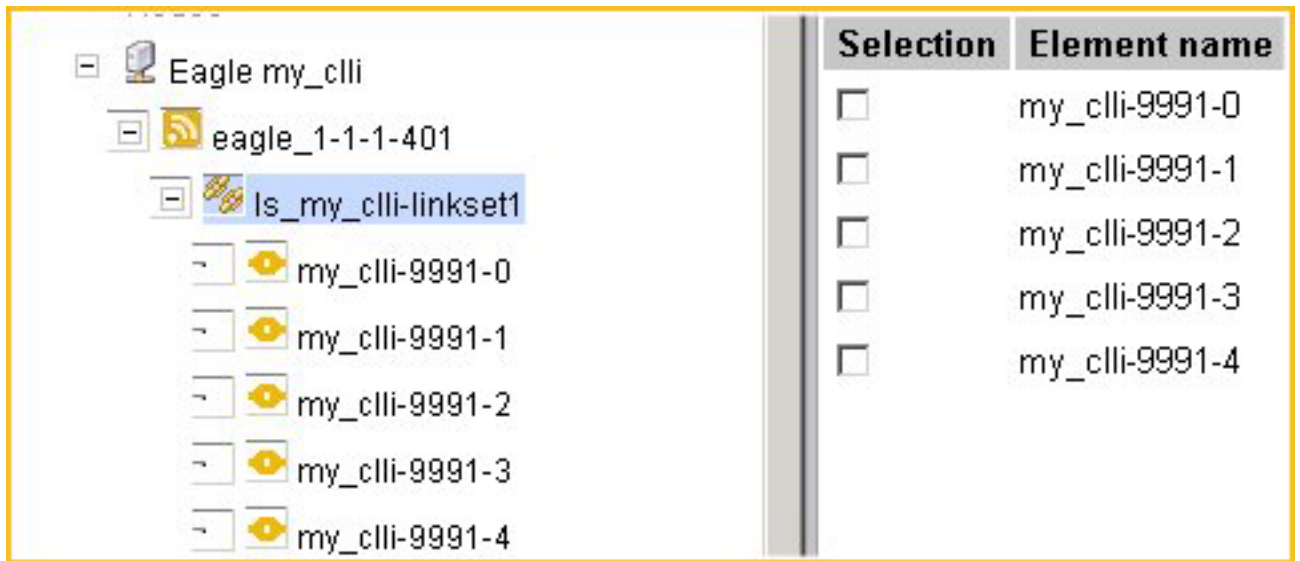 Eagle my_clli
eagle_1-1-1-401
ls_my_clli-linkset1
my_clli-9991-0
my_clli-9991-1
my_clli-9991-2
my_clli-9991-3
my_clli-9991-4
Selection Element name
my_clli-9991-0
my_clli-9991-1
my_clli-9991-2
my_clli-9991-3
my_clli-9991-4